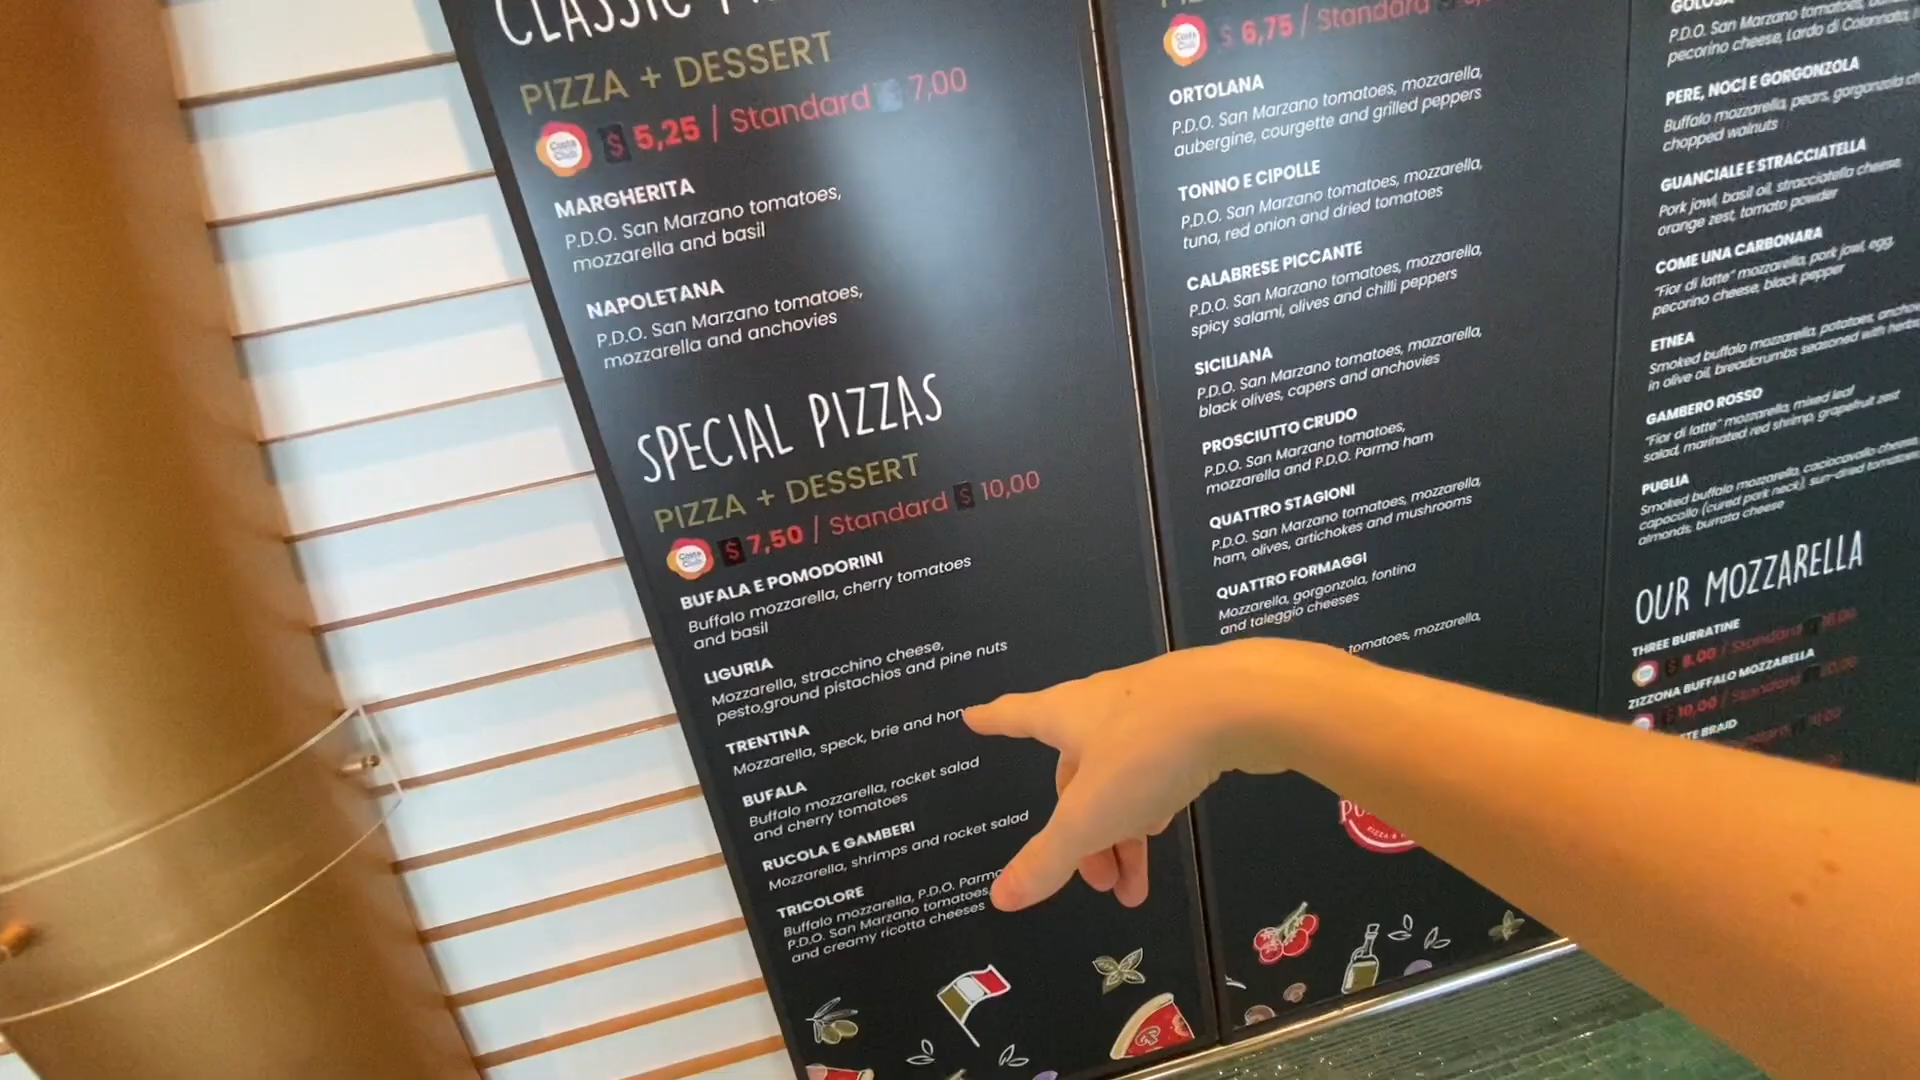 CLASSIC
PIZZA + DESSERT
Costa Club $ 5,25 / Standard 7,00
MARGHERITA
P.D.O. San Marzano tomatoes,
mozzarella and basil
NAPOLETANA
P.D.O. San Marzano tomatoes,
mozzarella and anchovies
SPECIAL PIZZAS
PIZZA + DESSERT
Costa Club $ 7,50 / Standard $ 10,00
BUFALA E POMODORINI
Buffalo mozzarella, cherry tomatoes
and basil
LIGURIA
Mozzarella, stracchino cheese,
pesto,ground pistachios and pine nuts
TRENTINA
Mozzarella, speck, brie and
BUFALA
Buffalo mozzarella, rocket salad
and cherry tomatoes
RUCOLA E GAMBERI
Mozzarella, shrimps and rocket salad
TRICOLORE
Buffalo mozzarella, P.D.O. Parma
P.D.O. San Marzano tomatoes,
and creamy ricotta cheeses
Costa Club $ 6,75 / Standard
ORTOLANA
P.D.O. San Marzano tomatoes, mozzarella,
aubergine, courgette and grilled peppers
TONNO E CIPOLLE
P.D.O. San Marzano tomatoes, mozzarella,
tuna, red onion and dried tomatoes
CALABRESE PICCANTE
P.D.O. San Marzano tomatoes, mozzarella,
spicy salami, olives and chilli peppers
SICILIANA
P.D.O. San Marzano tomatoes, mozzarella,
black olives, capers and anchovies
PROSCIUTTO CRUDO
P.D.O. San Marzano tomatoes,
mozzarella and P.D.O. Parma ham
QUATTRO STAGIONI
P.D.O. San Marzano tomatoes, mozzarella,
ham, olives, artichokes and mushrooms
QUATTRO FORMAGGI
Mozzarella, gorgonzola, fontina
and taleggio cheeses
tomatoes, mozzarella,
GOLOSA
P.D.O. San Marzano tomatoes,
pecorino cheese, Lardo di Colonnata,
PERE, NOCI E GORGONZOLA
Buffalo mozzarella, pears, gorgonzola
chopped walnuts
GUANCIALE E STRACCIATELLA
Pork jowl, basil oil, stracciatella cheese,
orange zest, tomato powder
COME UNA CARBONARA
"Fior di latte" mozzarella, pork jowl, egg,
pecorino cheese, black pepper
ETNEA
Smoked buffalo mozzarella, potatoes,
in olive oil, breadcrumbs seasoned with
GAMBERO ROSSO
"Fior di latte" mozzarella, mixed leaf
salad, marinated red shrimp, grapefruit zest
PUGLIA
Smoked buffalo mozzarella, caciocavallo
capocollo (cured pork neck), sun-dried
almonds, burrata cheese
OUR MOZZARELLA
THREE BURRATINE
$ 8,00 / Standard
ZIZZONA BUFFALO MOZZARELLA
$ 10,00 / Standard
BRAID